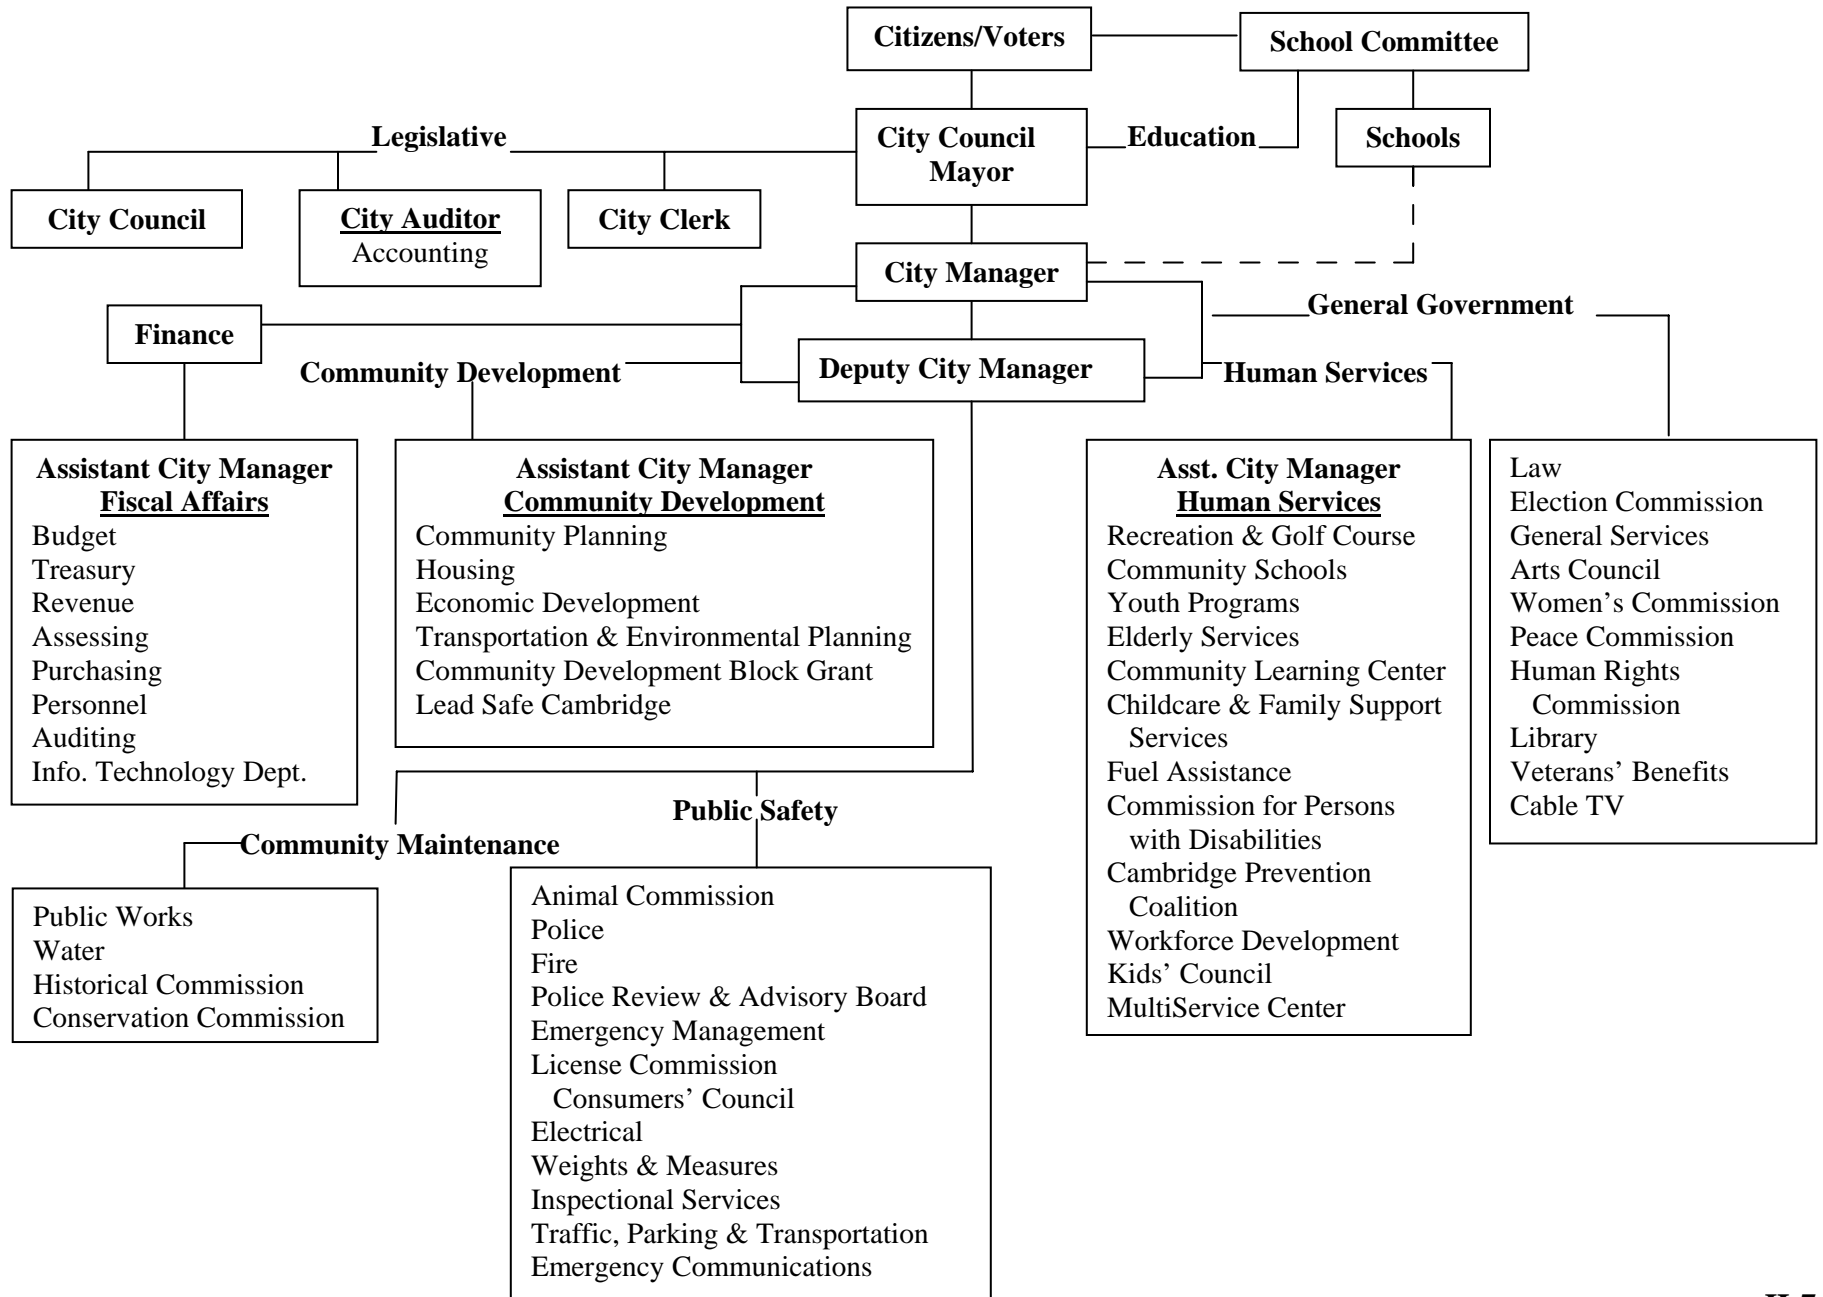 Citizens/Voters
School Committee
Legislative
City Council
Mayor
Education
Schools
City Council
City Auditor
Accounting
City Clerk
City Manager
General Government
Finance
Community Development
Deputy City Manager
Human Services
Assistant City Manager
Fiscal Affairs
Budget
Treasury
Revenue
Assessing
Purchasing
Personnel
Auditing
Info. Technology Dept.
Assistant City Manager
Community Development
Community Planning
Housing
Economic Development
Transportation & Environmental Planning
Community Development Block Grant
Lead Safe Cambridge
Asst. City Manager
Human Services
Recreation & Golf Course
Community Schools
Youth Programs
Elderly Services
Community Learning Center
Childcare & Family Support
Services
Fuel Assistance
Commission for Persons
with Disabilities
Cambridge Prevention
Coalition
Workforce Development
Kids’ Council
MultiService Center
Law
Election Commission
General Services
Arts Council
Women’s Commission
Peace Commission
Human Rights
Commission
Library
Veterans’ Benefits
Cable TV
Public Safety
Community Maintenance
Public Works
Water
Historical Commission
Conservation Commission
Animal Commission
Police
Fire
Police Review & Advisory Board
Emergency Management
License Commission
Consumers’ Council
Electrical
Weights & Measures
Inspectional Services
Traffic, Parking & Transportation
Emergency Communications